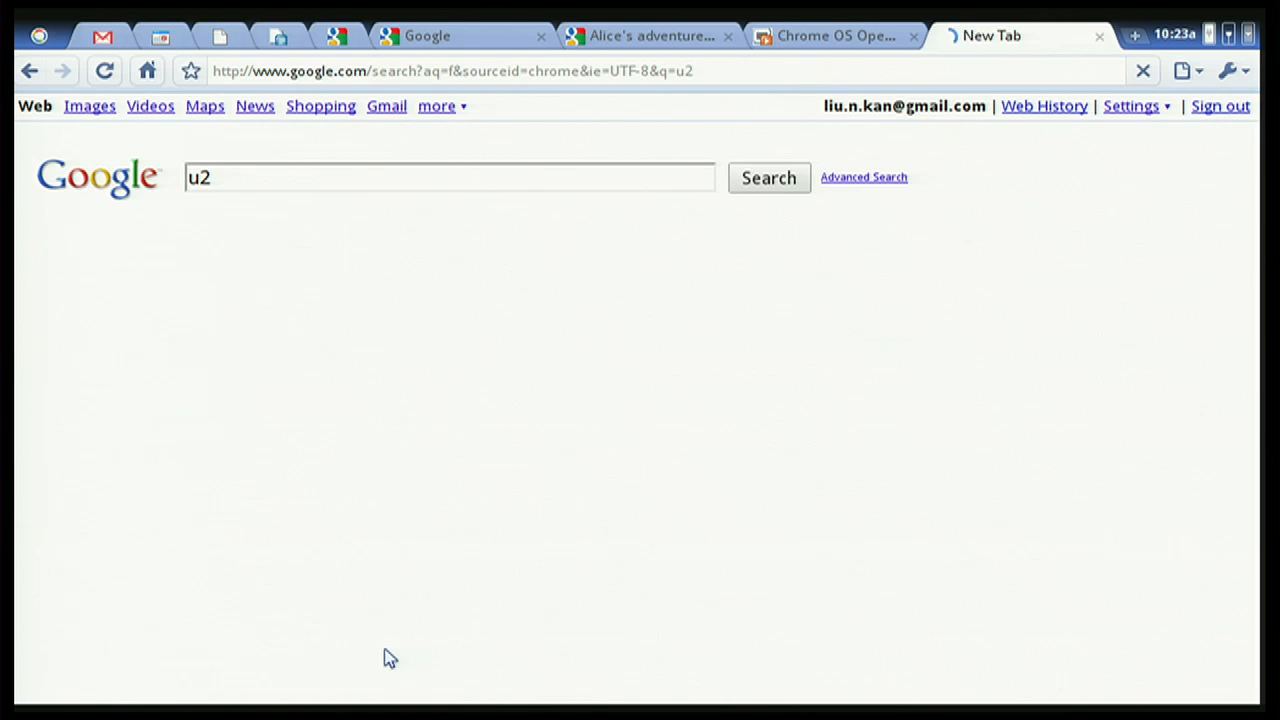 Google Alice's adventure... Chrome OS Ope... New Tab 10:23a
http://www.google.com/search?aq=f&sourceid=chrome&ie=UTF-8&q=u2
Web Images Videos Maps News Shopping Gmail more liu.n.kan@gmail.com | Web History | Settings | Sign out
Google u2 Search Advanced Search